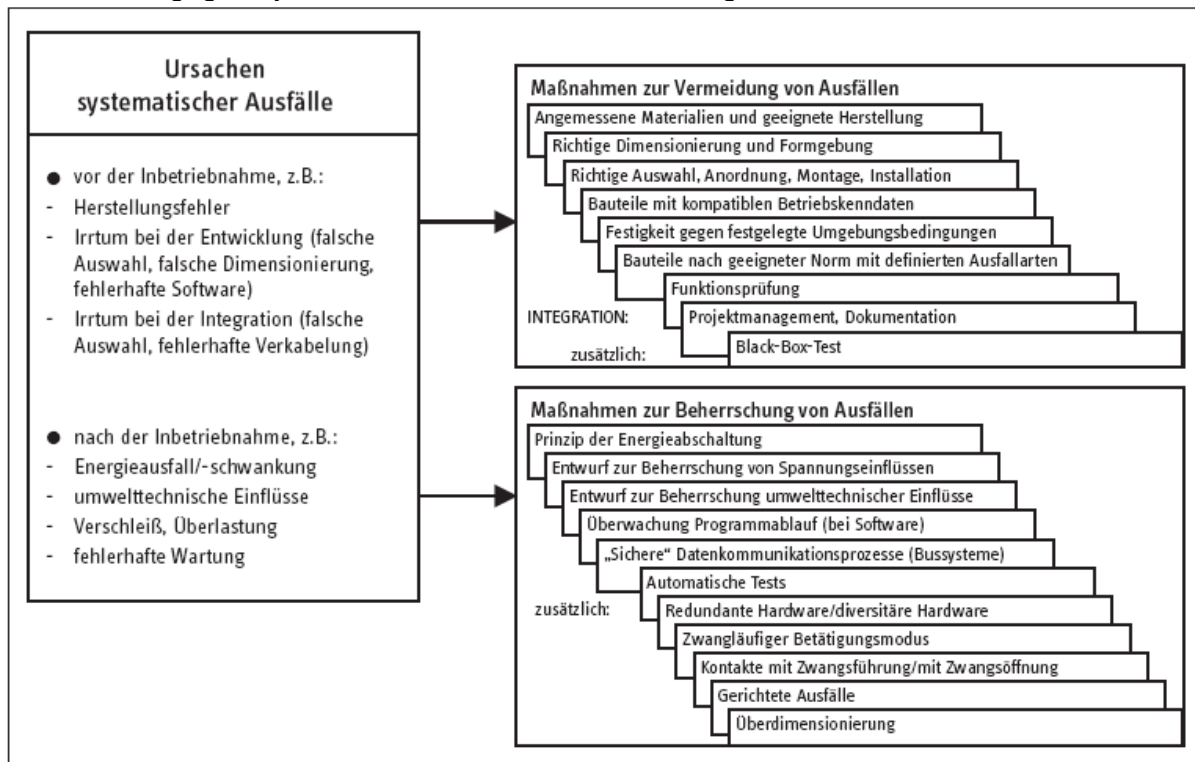 Ursachen
systematischer Ausfälle
● vor der Inbetriebnahme, z.B.:
- Herstellungsfehler
- Irrtum bei der Entwicklung (falsche
Auswahl, falsche Dimensionierung,
fehlerhafte Software)
- Irrtum bei der Integration (falsche
Auswahl, fehlerhafte Verkabelung)
● nach der Inbetriebnahme, z.B.:
- Energieausfall/-schwankung
- umwelttechnische Einflüsse
- Verschleiß, Überlastung
- fehlerhafte Wartung
Maßnahmen zur Vermeidung von Ausfällen
Angemessene Materialien und geeignete Herstellung
Richtige Dimensionierung und Formgebung
Richtige Auswahl, Anordnung, Montage, Installation
Bauteile mit kompatiblen Betriebskenndaten
Festigkeit gegen festgelegte Umgebungsbedingungen
Bauteile nach geeigneter Norm mit definierten Ausfallarten
Funktionsprüfung
INTEGRATION: Projektmanagement, Dokumentation
zusätzlich: Black-Box-Test
Maßnahmen zur Beherrschung von Ausfällen
Prinzip der Energieabschaltung
Entwurf zur Beherrschung von Spannungseinflüssen
Entwurf zur Beherrschung umwelttechnischer Einflüsse
Überwachung Programmablauf (bei Software)
„Sichere“ Datenkommunikationsprozesse (Bussysteme)
Automatische Tests
zusätzlich: Redundante Hardware/diversitäre Hardware
Zwangläufiger Betätigungsmodus
Kontakte mit Zwangsführung/mit Zwangsöffnung
Gerichtete Ausfälle
Überdimensionierung